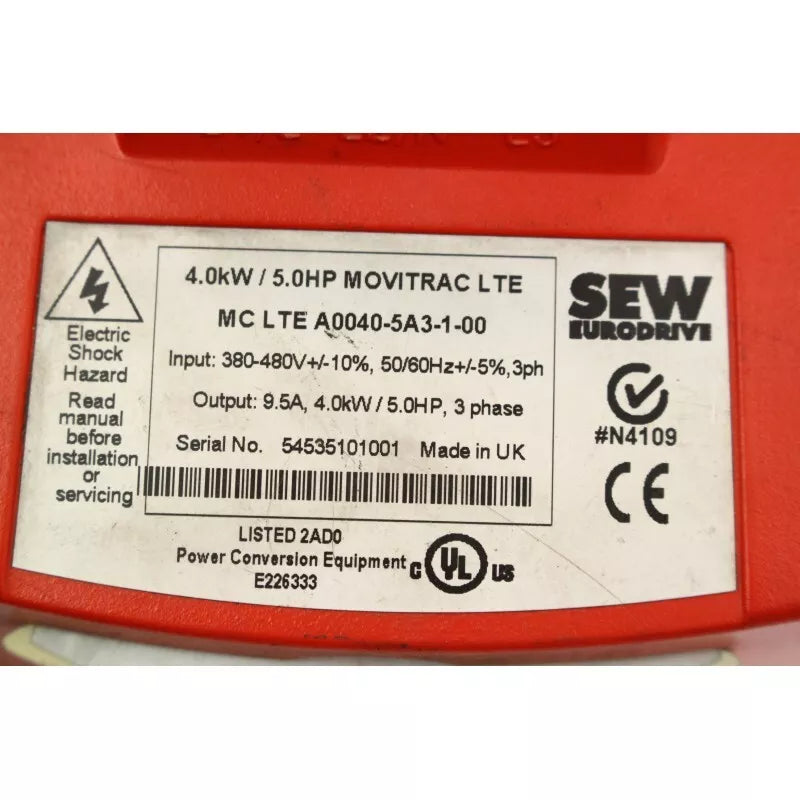 4.0kW / 5.0HP MOVITRAC LTE
MC LTE A0040-5A3-1-00
Input: 380-480V+/-10%, 50/60Hz+/-5%,3ph
Output: 9.5A, 4.0kW / 5.0HP, 3 phase
Serial No. 54535101001 Made in UK
Electric
Shock
Hazard
Read
manual
before
installation
or
servicing
SEW
EURODRIVE
#N4109
CE
LISTED 2AD0
Power Conversion Equipment
E226333
C UL US